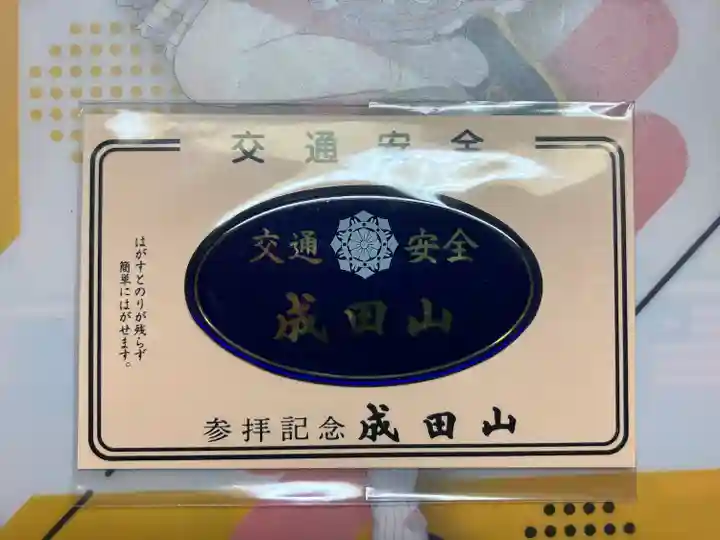 交通安全
交通安全
成田山
はがすとのりが残らず
簡単にはがせます。
参拝記念 成田山